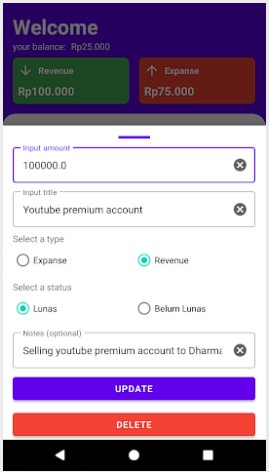 Welcome
your balance: Rp25.000
Revenue
Expanse
Rp100.000
Rp75.000
Input amount
100000.0
Input title
Youtube premium account
Select a type
Expanse
Revenue
Select a status
Lunas
Belum Lunas
Notes (optional)
Selling youtube premium account to Dharma
UPDATE
DELETE